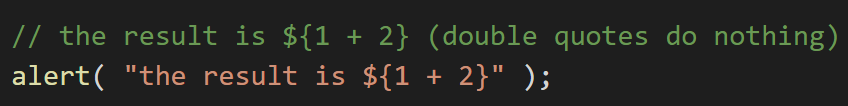 // the result is ${1 + 2} (double quotes do nothing)
alert( "the result is ${1 + 2}" );